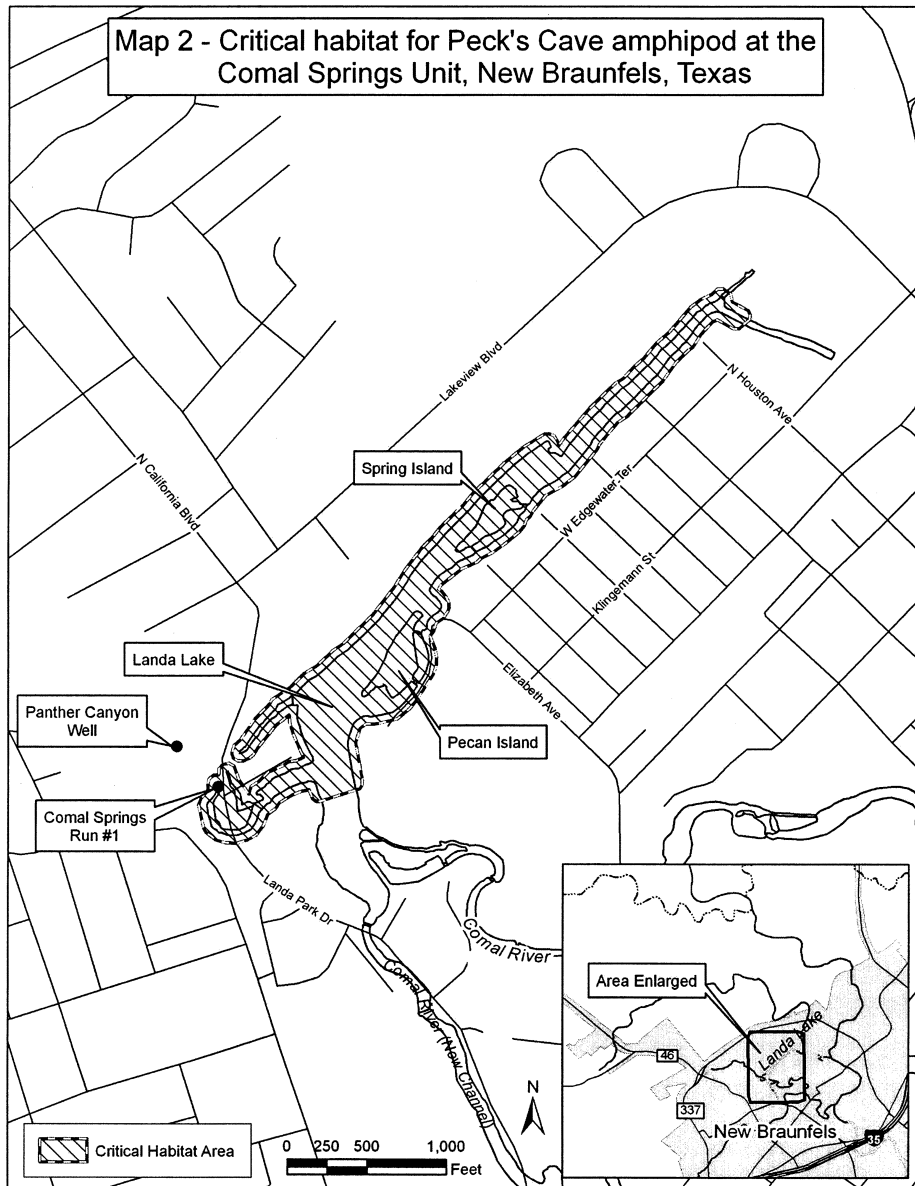 Map 2 - Critical habitat for Peck's Cave amphipod at the
Comal Springs Unit, New Braunfels, Texas
Lakeview Blvd
N Houston Ave
N California Blvd
Spring Island
W Edgewater Ter
Klingemann St
Landa Lake
Elizabeth Ave
Panther Canyon
Well
Pecan Island
Comal Springs
Run #1
Landa Park Dr
Comal River
Comal River (New Channel)
Area Enlarged
Landa Lake
46
337
New Braunfels
35
N
Critical Habitat Area
0 250 500 1,000
Feet